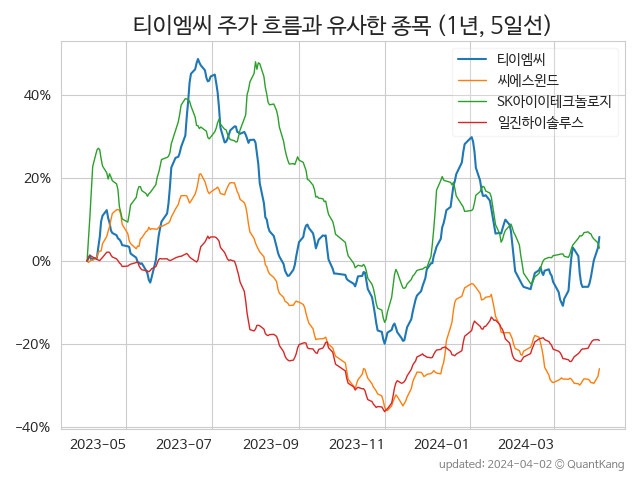 티이엠씨 주가 흐름과 유사한 종목 (1년, 5일선)
티이엠씨
씨에스윈드
SK아이이테크놀로지
일진하이솔루스
40%
20%
0%
−20%
−40%
2023-05 2023-07 2023-09 2023-11 2024-01 2024-03
updated: 2024-04-02 © QuantKang